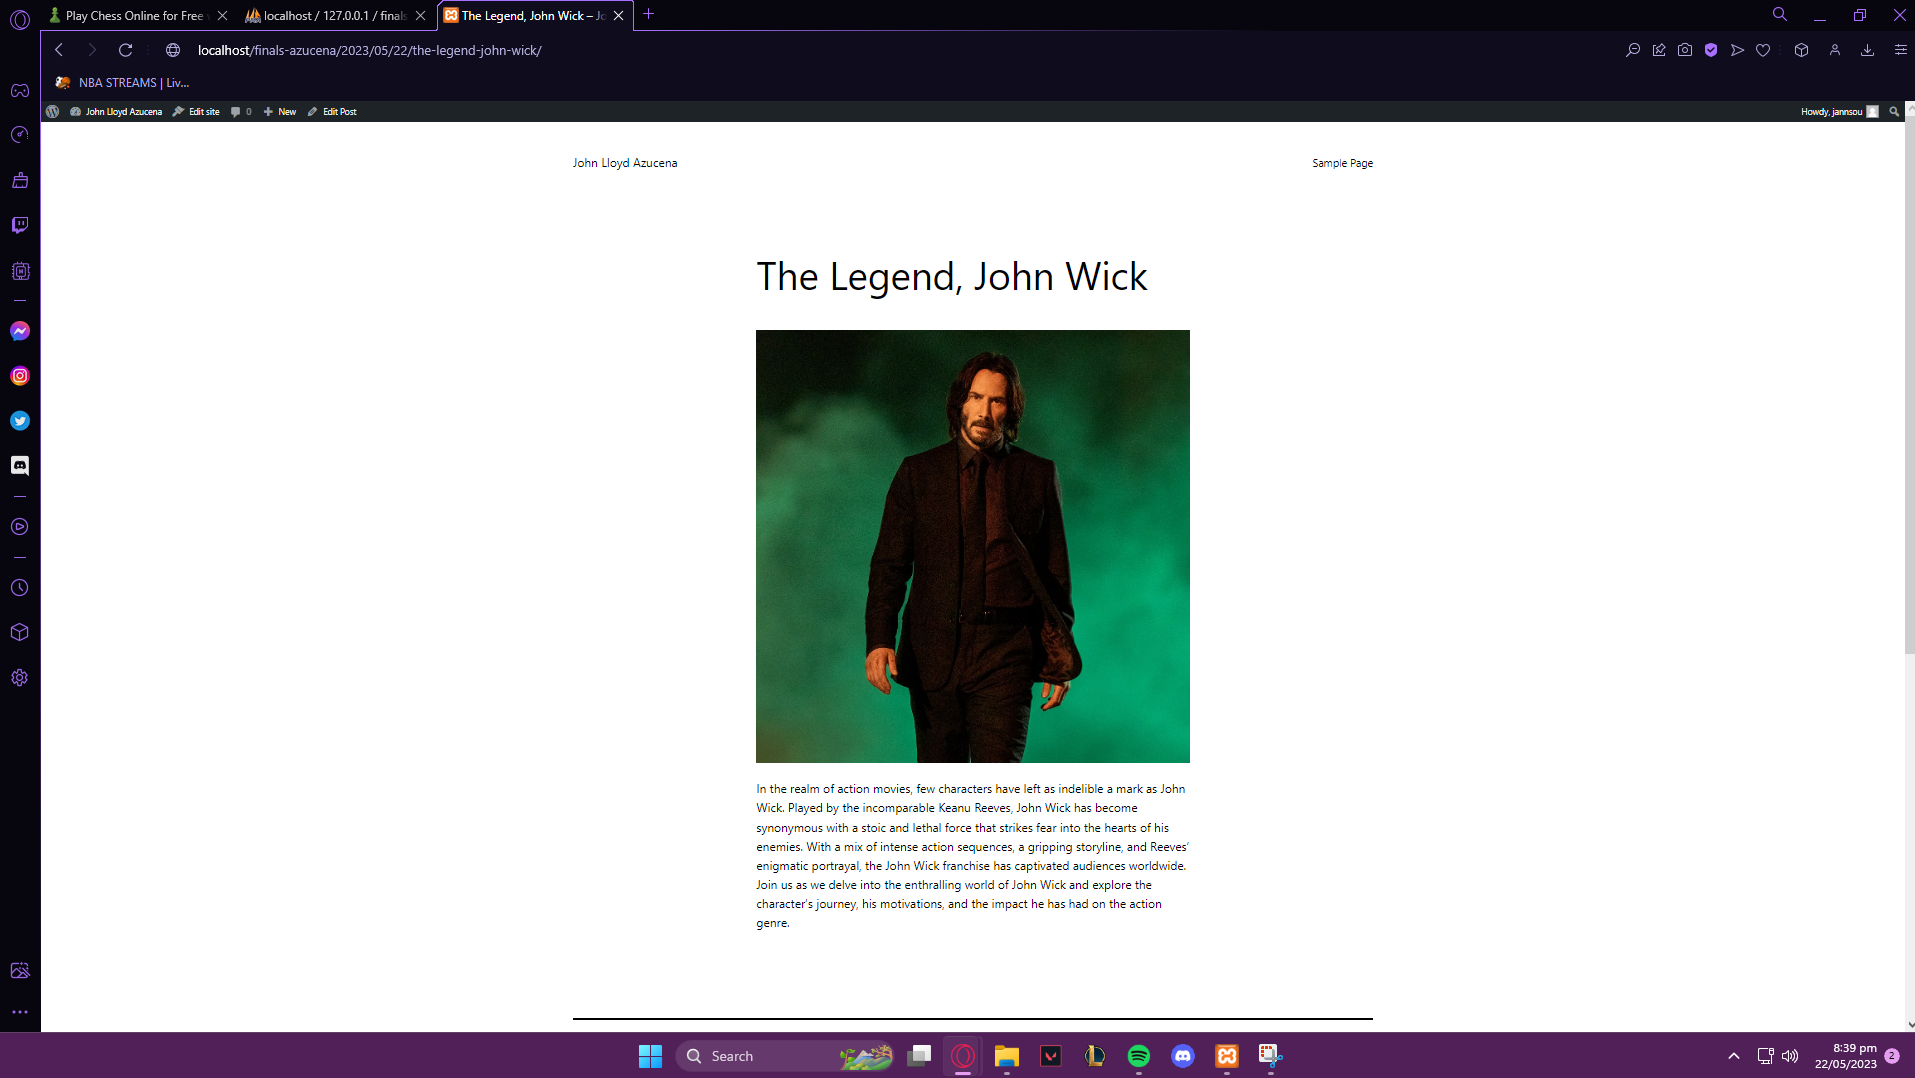 Play Chess Online for Free
localhost / 127.0.0.1 / finals
The Legend, John Wick – Jo
localhost/finals-azucena/2023/05/22/the-legend-john-wick/
NBA STREAMS | Liv...
John Lloyd Azucena
Edit site
0
New
Edit Post
Howdy, jannsou
John Lloyd Azucena
Sample Page
The Legend, John Wick
In the realm of action movies, few characters have left as indelible a mark as John
Wick. Played by the incomparable Keanu Reeves, John Wick has become
synonymous with a stoic and lethal force that strikes fear into the hearts of his
enemies. With a mix of intense action sequences, a gripping storyline, and Reeves’
enigmatic portrayal, the John Wick franchise has captivated audiences worldwide.
Join us as we delve into the enthralling world of John Wick and explore the
character’s journey, his motivations, and the impact he has had on the action
genre.
Search
8:39 pm
22/05/2023
2